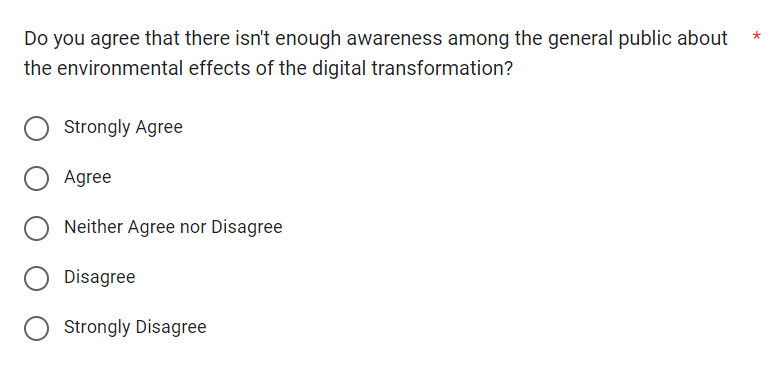 Do you agree that there isn't enough awareness among the general public about *
the environmental effects of the digital transformation?
Strongly Agree
Agree
Neither Agree nor Disagree
Disagree
Strongly Disagree